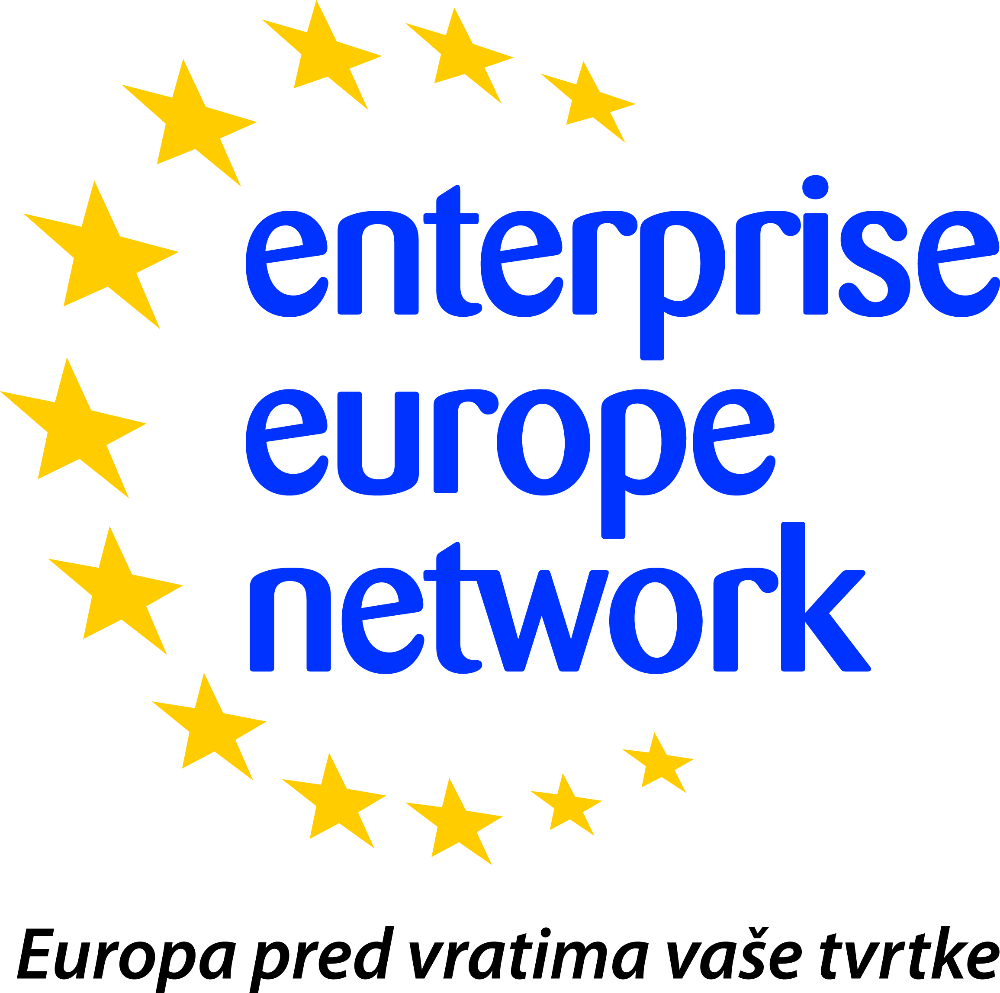 enterprise
europe
network
Europa pred vratima vaše tvrtke